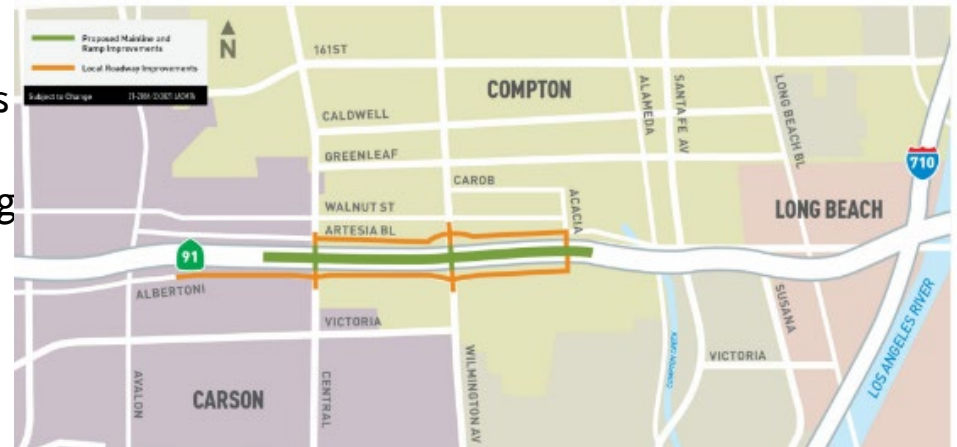 Proposed Mainline and
Ramp Improvements
Local Roadway Improvements
Subject to Change
N
s
g
161ST
COMPTON
CALDWELL
GREENLEAF
CAROB
WALNUT ST
ARTESIA BL
ACACIA
ALAMEDA
SANTA FE AV
LONG BEACH BL
710
LONG BEACH
91
ALBERTONI
VICTORIA
AVALON
CARSON
CENTRAL
WILMINGTON AV
VICTORIA
SUSANA
LOS ANGELES RIVER